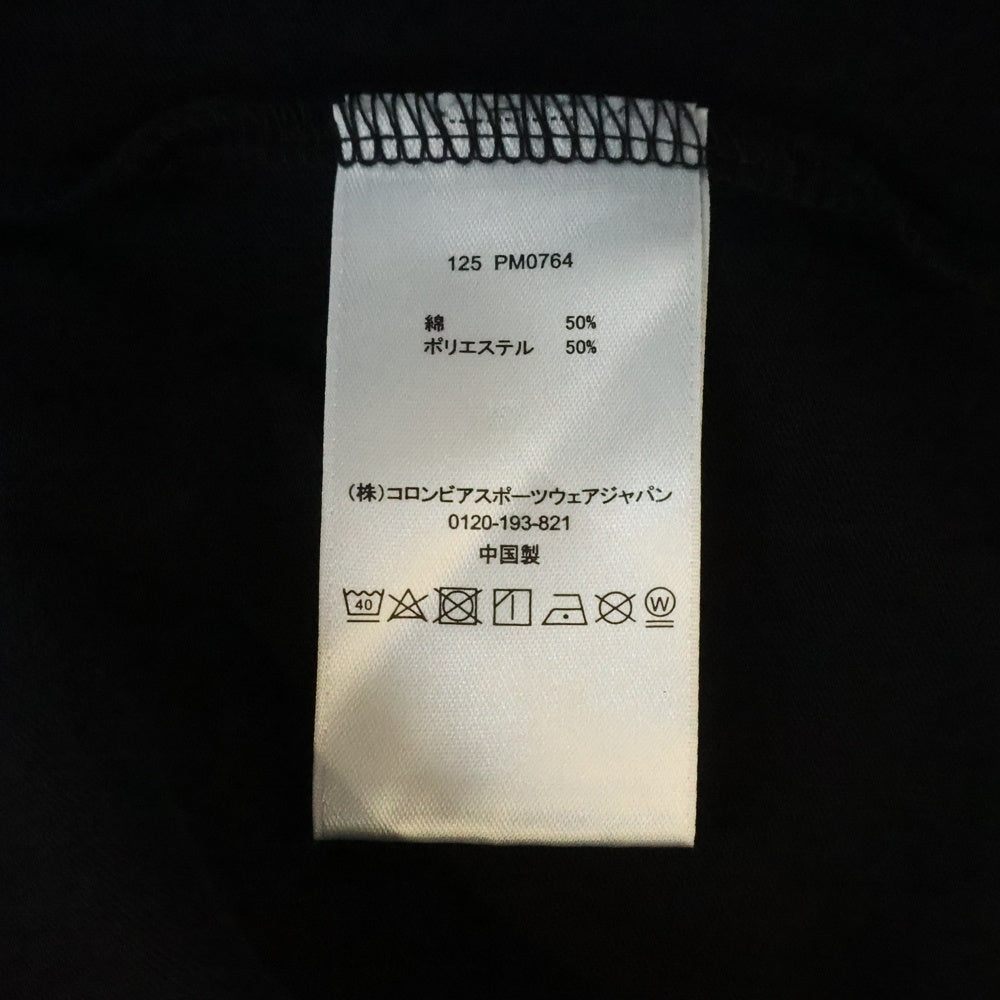 125 PM0764
綿 50%
ポリエステル 50%
(株)コロンビアスポーツウェアジャパン
0120-193-821
中国製
40 W